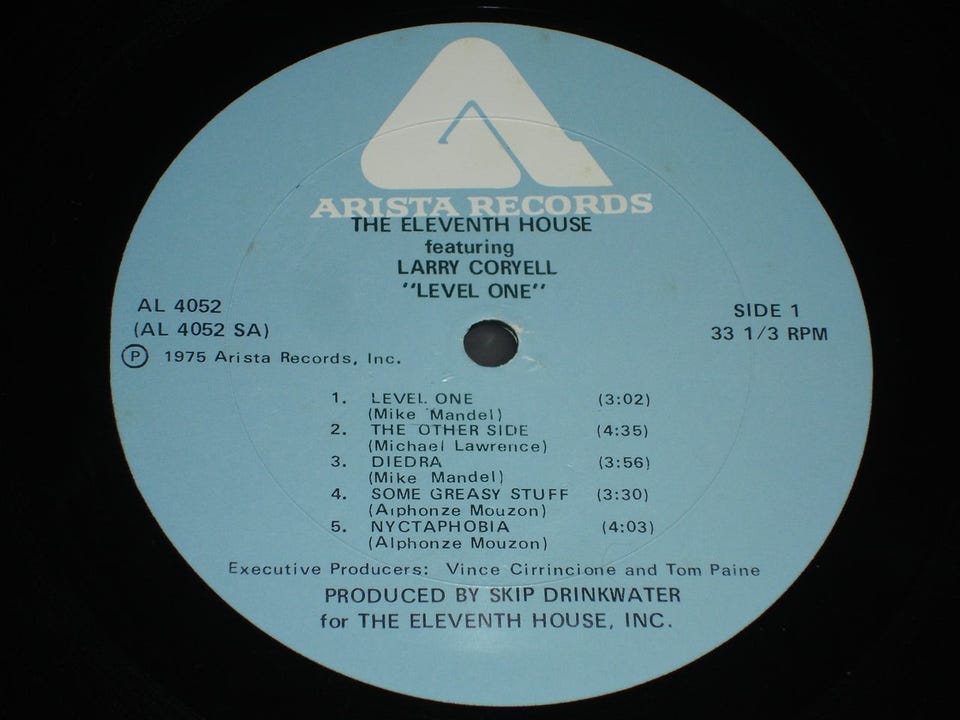 ARISTA RECORDS
THE ELEVENTH HOUSE
featuring
LARRY CORYELL
"LEVEL ONE"
AL 4052
(AL 4052 SA)
Ⓟ 1975 Arista Records, Inc.
SIDE 1
33 1/3 RPM
1. LEVEL ONE (3:02)
(Mike Mandel)
2. THE OTHER SIDE (4:35)
(Michael Lawrence)
3. DIEDRA (3:56)
(Mike Mandel)
4. SOME GREASY STUFF (3:30)
(Alphonze Mouzon)
5. NYCTAPHOBIA (4:03)
(Alphonze Mouzon)
Executive Producers: Vince Cirrincione and Tom Paine
PRODUCED BY SKIP DRINKWATER
for THE ELEVENTH HOUSE, INC.